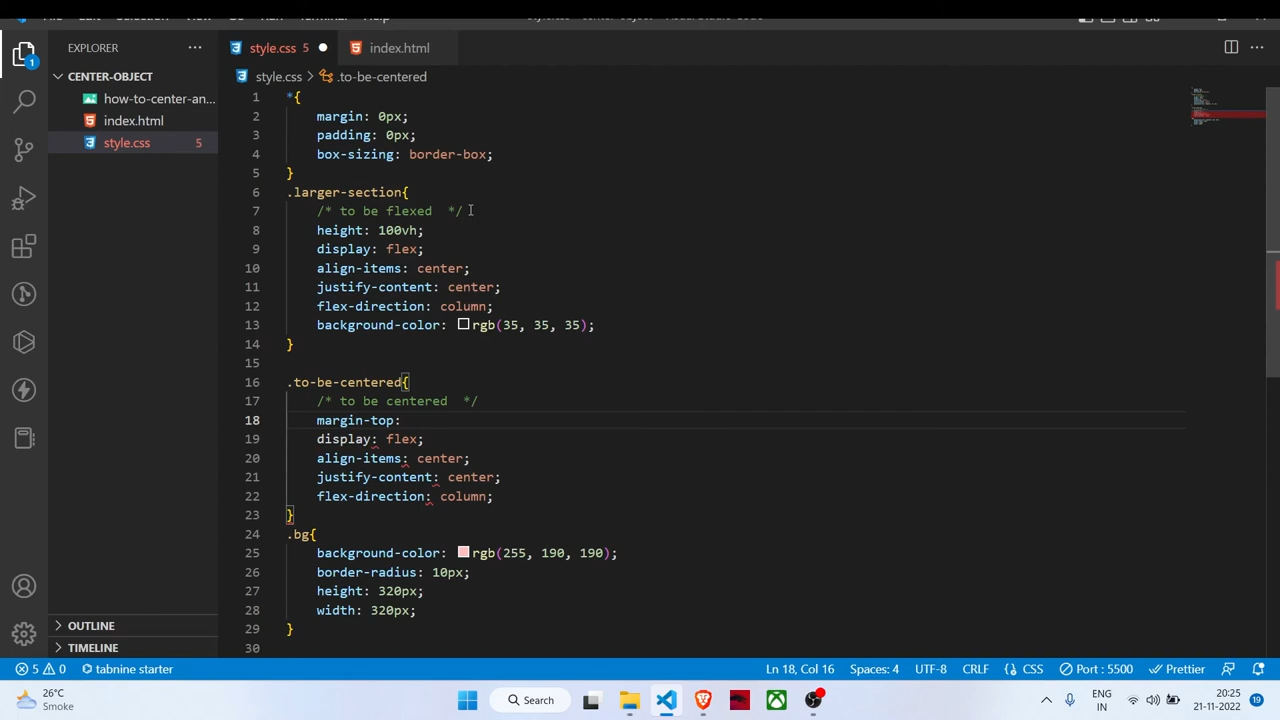 EXPLORER
style.css 5
index.html
CENTER-OBJECT
style.css > .to-be-centered
how-to-center-an...
index.html
style.css 5
1 *{
2 margin: 0px;
3 padding: 0px;
4 box-sizing: border-box;
5 }
6 .larger-section{
7 /* to be flexed */
8 height: 100vh;
9 display: flex;
10 align-items: center;
11 justify-content: center;
12 flex-direction: column;
13 background-color: rgb(35, 35, 35);
14 }
15
16 .to-be-centered{
17 /* to be centered */
18 margin-top:
19 display: flex;
20 align-items: center;
21 justify-content: center;
22 flex-direction: column;
23 }
24 .bg{
25 background-color: rgb(255, 190, 190);
26 border-radius: 10px;
27 height: 320px;
28 width: 320px;
29 }
30
OUTLINE
TIMELINE
5 0 tabnine starter
Ln 18, Col 16 Spaces: 4 UTF-8 CRLF {} CSS Port : 5500 Prettier
26°C
Smoke
Search
ENG
IN
20:25
21-11-2022
19
1